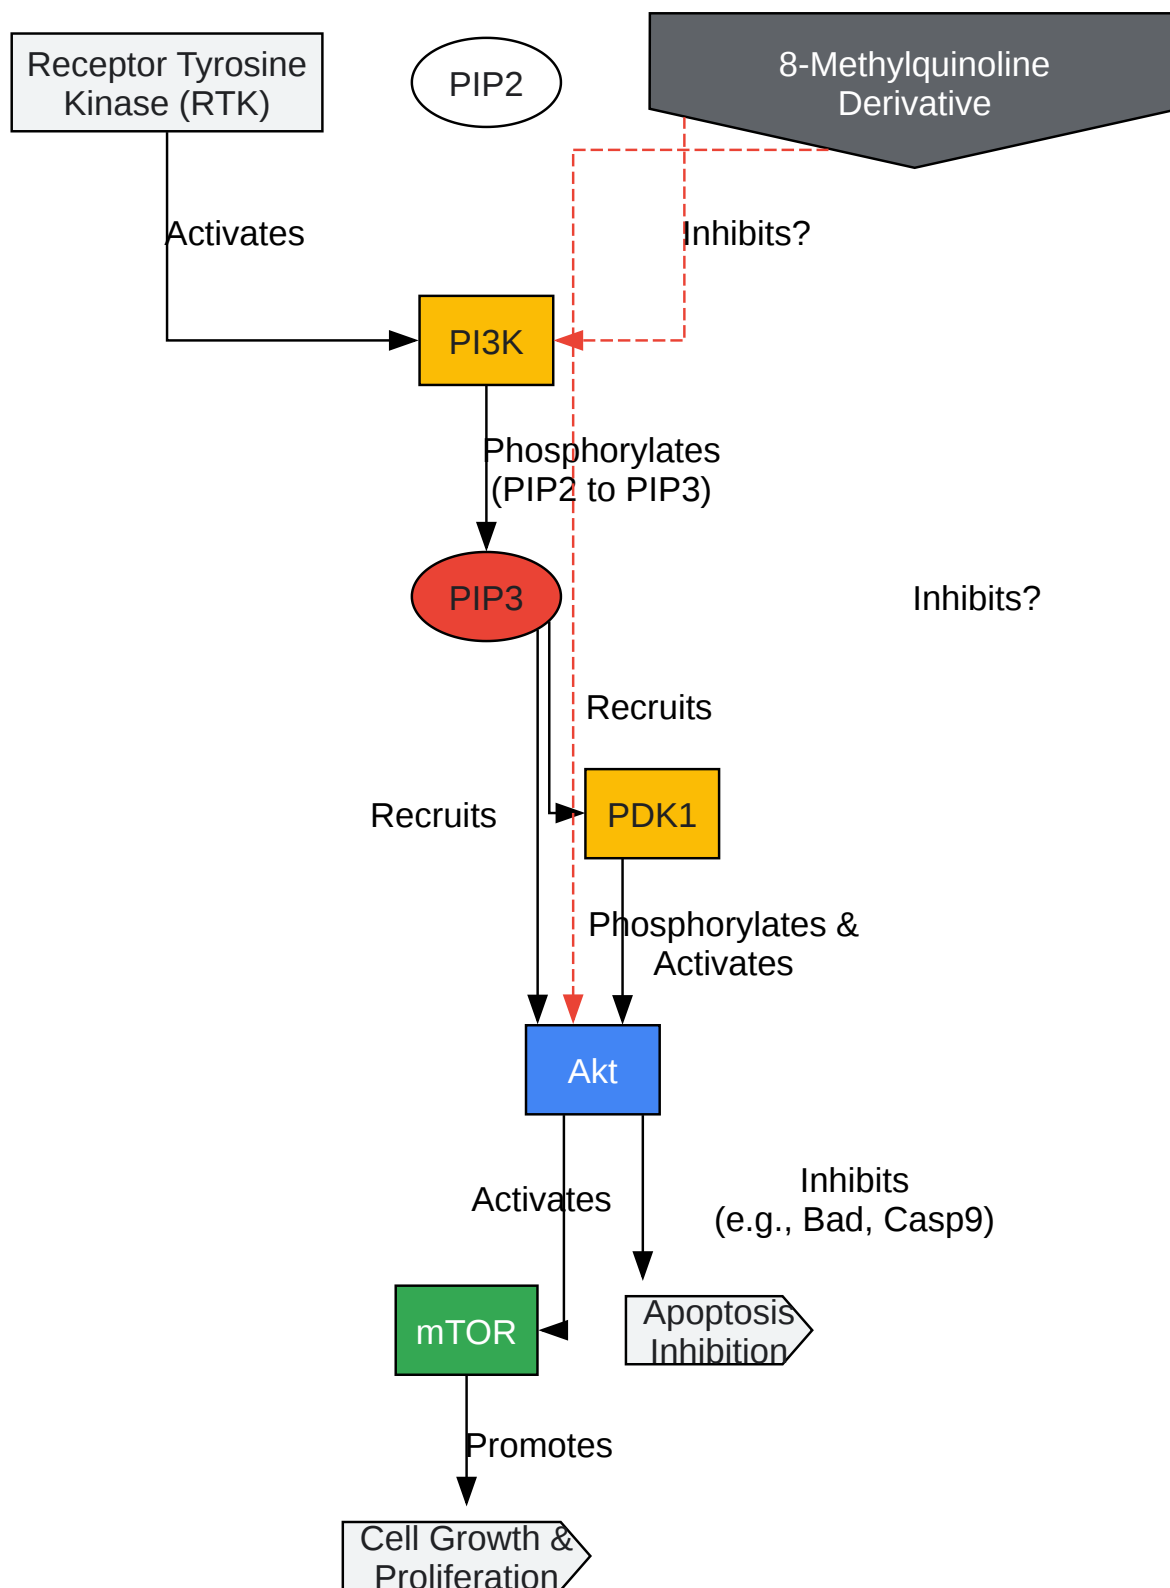 Receptor Tyrosine
Kinase (RTK)
PIP2
8-Methylquinoline
Derivative
Activates
Inhibits?
PI3K
Phosphorylates
(PIP2 to PIP3)
PIP3
Inhibits?
Recruits
Recruits
PDK1
Phosphorylates &
Activates
Akt
Activates
Inhibits
(e.g., Bad, Casp9)
mTOR
Apoptosis
Inhibition
Promotes
Cell Growth &
Proliferation